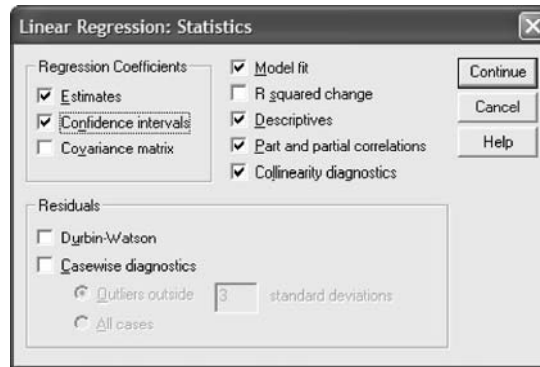 Linear Regression: Statistics
Regression Coefficients
Estimates
Confidence intervals
Covariance matrix
Model fit
R squared change
Descriptives
Part and partial correlations
Collinearity diagnostics
Continue
Cancel
Help
Residuals
Durbin-Watson
Casewise diagnostics
Outliers outside 3 standard deviations
All cases